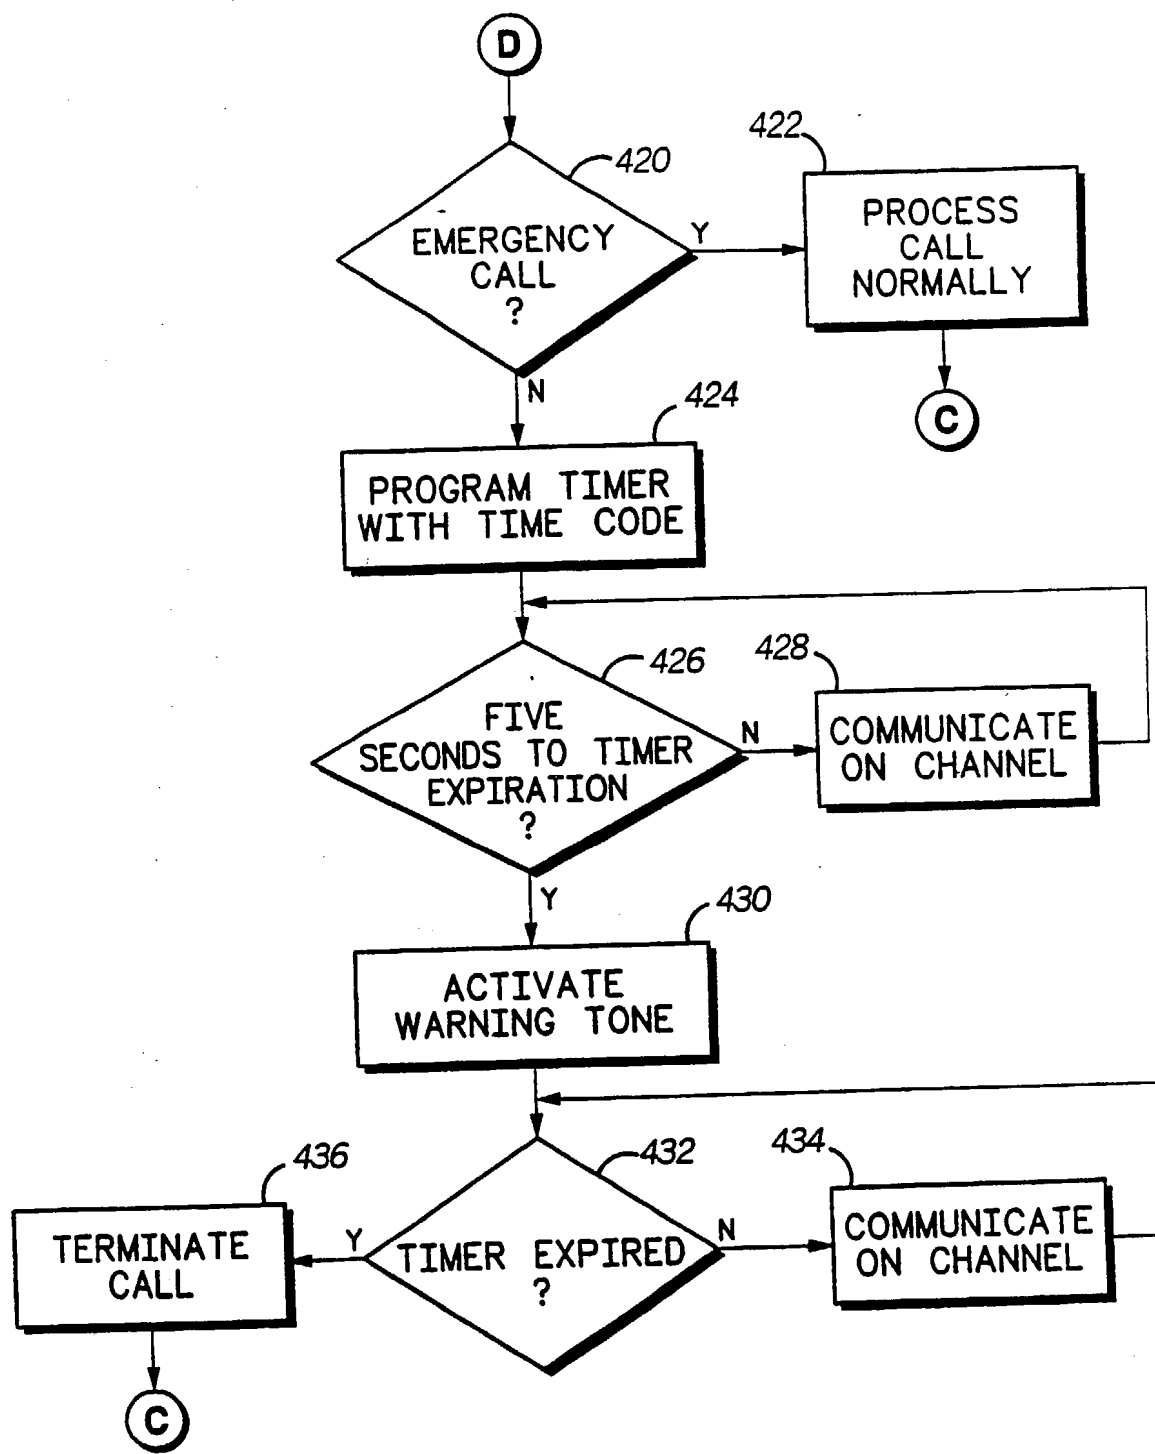 D
420
EMERGENCY
CALL
?
Y
422
PROCESS
CALL
NORMALLY
C
N
424
PROGRAM TIMER
WITH TIME CODE
426
FIVE
SECONDS TO TIMER
EXPIRATION
?
N
428
COMMUNICATE
ON CHANNEL
Y
430
ACTIVATE
WARNING TONE
432
TIMER EXPIRED
?
N
434
COMMUNICATE
ON CHANNEL
Y
436
TERMINATE
CALL
C